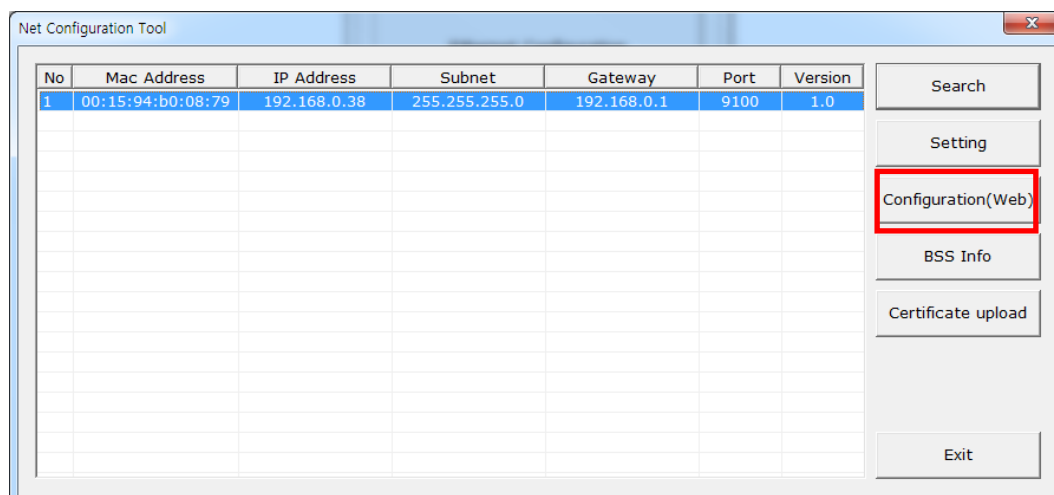 Net Configuration Tool
No Mac Address IP Address Subnet Gateway Port Version
1 00:15:94:b0:08:79 192.168.0.38 255.255.255.0 192.168.0.1 9100 1.0
Search
Setting
Configuration(Web)
BSS Info
Certificate upload
Exit